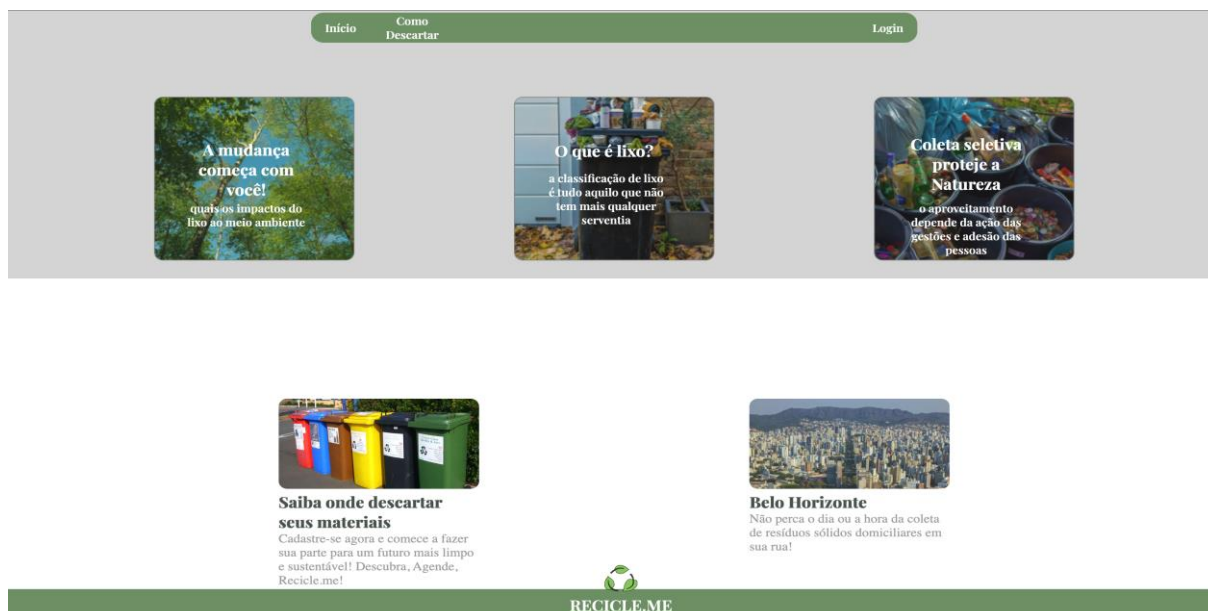 Início
Como
Descartar
Login
A mudança
começa com
você!
quais os impactos do
lixo ao meio ambiente
O que é lixo?
a classificação de lixo
é tudo aquilo que não
tem mais qualquer
serventia
Coleta seletiva
proteje a
Natureza
o aproveitamento
depende da ação das
gestões e adesão das
pessoas
Saiba onde descartar
seus materiais
Cadastre-se agora e comece a fazer
sua parte para um futuro mais limpo
e sustentável! Descubra, Agende,
Recicle.me!
Belo Horizonte
Não perca o dia ou a hora da coleta
de resíduos sólidos domiciliares em
sua rua!
RECICLE.ME